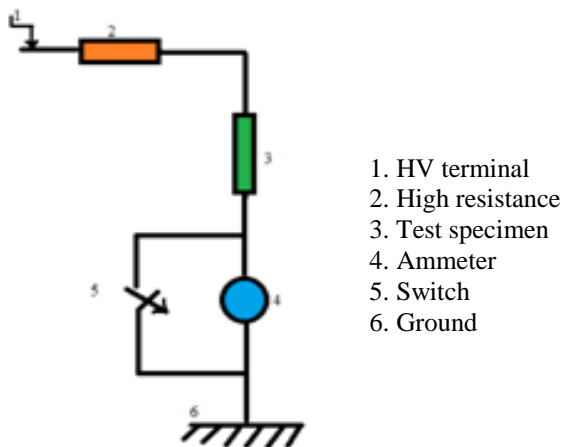 1
2
3
5
4
6
1. HV terminal
2. High resistance
3. Test specimen
4. Ammeter
5. Switch
6. Ground